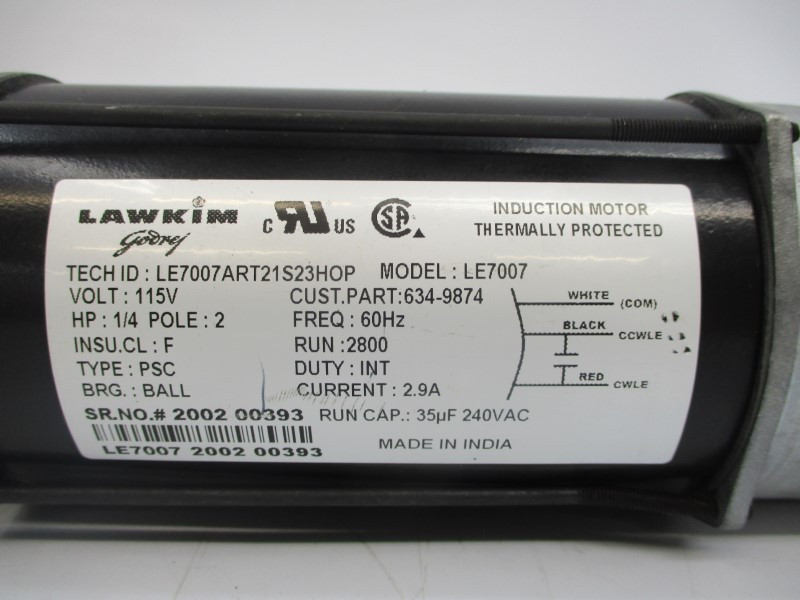 LAWKIM
Godrej
c RU US SA
INDUCTION MOTOR
THERMALLY PROTECTED
TECH ID : LE7007ART21S23HOP MODEL : LE7007
VOLT : 115V CUST.PART:634-9874
HP : 1/4 POLE : 2 FREQ : 60Hz
INSU.CL : F RUN :2800
TYPE : PSC DUTY : INT
BRG. : BALL CURRENT : 2.9A
WHITE (COM)
BLACK CCWLE
RED CWLE
SR.NO.# 2002 00393 RUN CAP.: 35µF 240VAC
LE7007 2002 00393
MADE IN INDIA